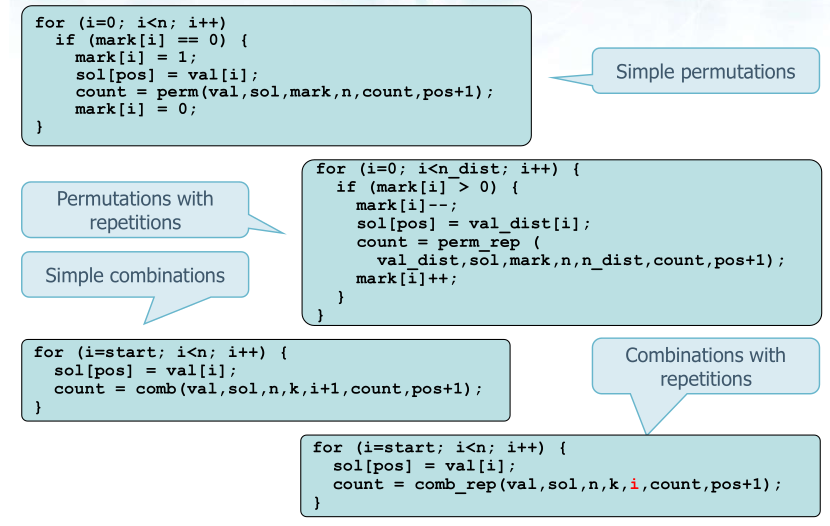 for (i=0; i<n; i++)
  if (mark[i] == 0) {
    mark[i] = 1;
    sol[pos] = val[i];
    count = perm(val,sol,mark,n,count,pos+1);
    mark[i] = 0;
}
Simple permutations
for (i=0; i<n_dist; i++) {
  if (mark[i] > 0) {
    mark[i]--;
    sol[pos] = val_dist[i];
    count = perm_rep (
      val_dist,sol,mark,n,n_dist,count,pos+1);
    mark[i]++;
  }
}
Permutations with
repetitions
Simple combinations
for (i=start; i<n; i++) {
  sol[pos] = val[i];
  count = comb(val,sol,n,k,i+1,count,pos+1);
}
Combinations with
repetitions
for (i=start; i<n; i++) {
  sol[pos] = val[i];
  count = comb_rep(val,sol,n,k,i,count,pos+1);
}